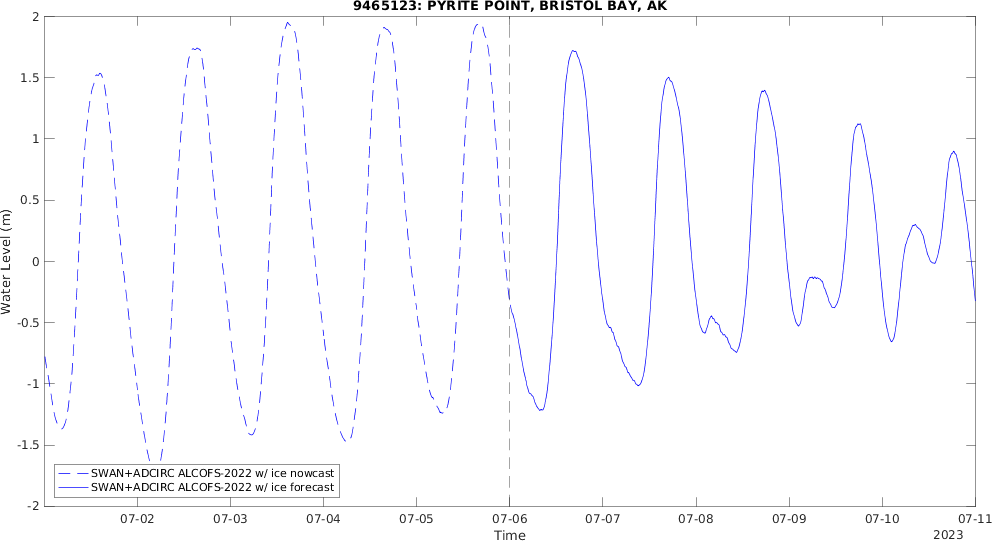 9465123: PYRITE POINT, BRISTOL BAY, AK
Water Level (m)
2
1.5
1
0.5
0
-0.5
-1
-1.5
-2
SWAN+ADCIRC ALCOFS-2022 w/ ice nowcast
SWAN+ADCIRC ALCOFS-2022 w/ ice forecast
07-02 07-03 07-04 07-05 07-06 07-07 07-08 07-09 07-10 07-11
Time
2023